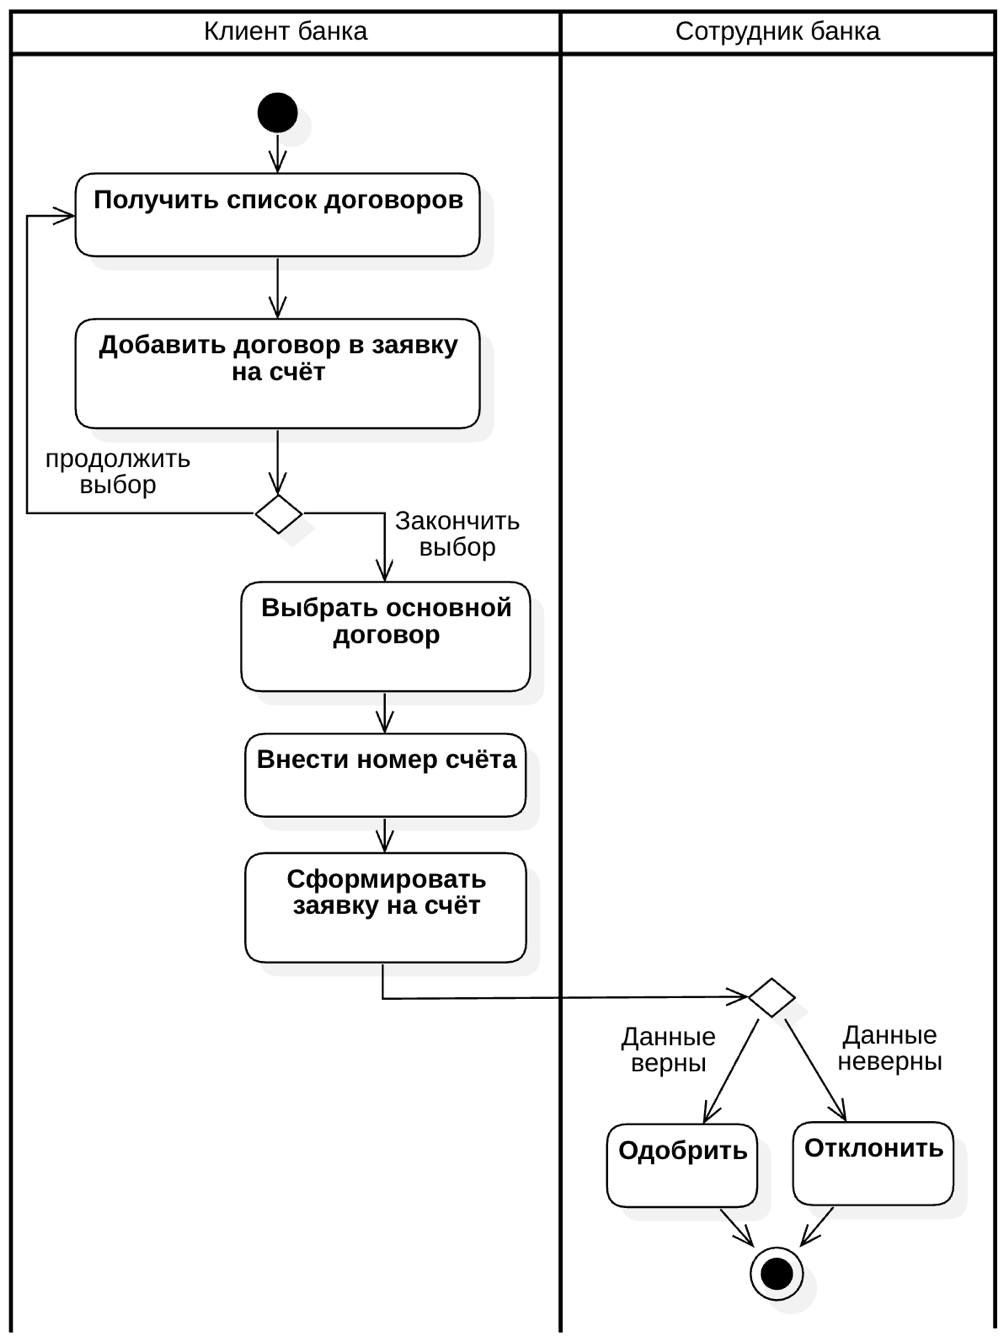 Клиент банка
Сотрудник банка
Получить список договоров
Добавить договор в заявку
на счёт
продолжить
выбор
Закончить
выбор
Выбрать основной
договор
Внести номер счёта
Сформировать
заявку на счёт
Данные
верны
Данные
неверны
Одобрить
Отклонить